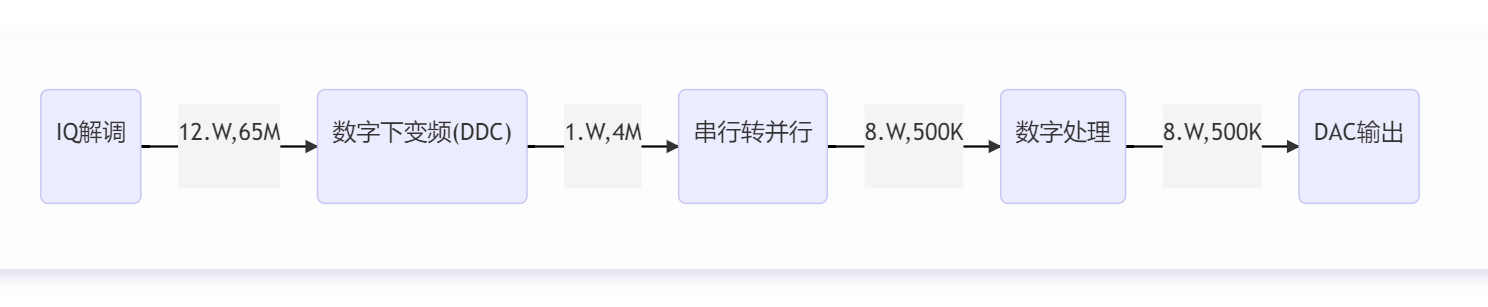 IQ解调
12.W,65M
数字下变频(DDC)
1.W,4M
串行转并行
8.W,500K
数字处理
8.W,500K
DAC输出